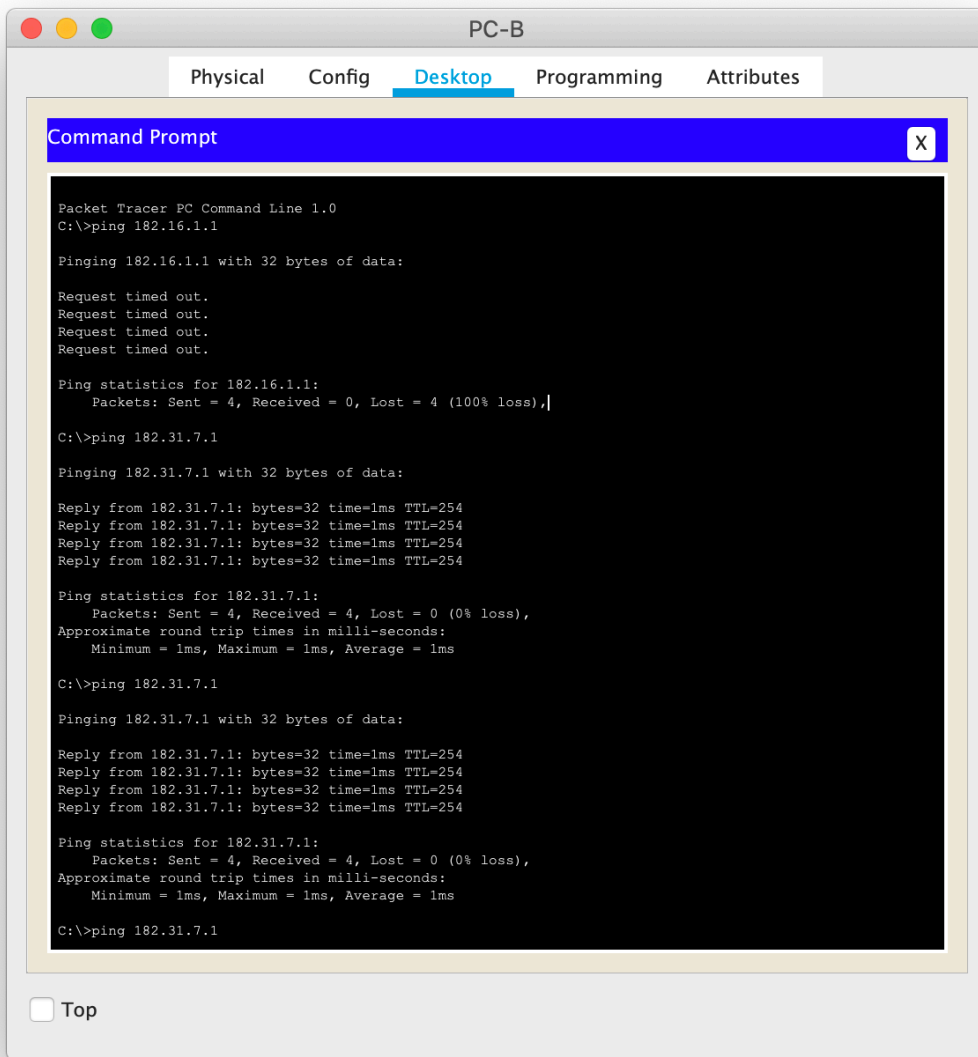 PC-B
Physical Config Desktop Programming Attributes
Command Prompt
X
Packet Tracer PC Command Line 1.0
C:\>ping 182.16.1.1
Pinging 182.16.1.1 with 32 bytes of data:
Request timed out.
Request timed out.
Request timed out.
Request timed out.
Ping statistics for 182.16.1.1:
    Packets: Sent = 4, Received = 0, Lost = 4 (100% loss),
C:\>ping 182.31.7.1
Pinging 182.31.7.1 with 32 bytes of data:
Reply from 182.31.7.1: bytes=32 time=1ms TTL=254
Reply from 182.31.7.1: bytes=32 time=1ms TTL=254
Reply from 182.31.7.1: bytes=32 time=1ms TTL=254
Reply from 182.31.7.1: bytes=32 time=1ms TTL=254
Ping statistics for 182.31.7.1:
    Packets: Sent = 4, Received = 4, Lost = 0 (0% loss),
Approximate round trip times in milli-seconds:
    Minimum = 1ms, Maximum = 1ms, Average = 1ms
C:\>ping 182.31.7.1
Pinging 182.31.7.1 with 32 bytes of data:
Reply from 182.31.7.1: bytes=32 time=1ms TTL=254
Reply from 182.31.7.1: bytes=32 time=1ms TTL=254
Reply from 182.31.7.1: bytes=32 time=1ms TTL=254
Reply from 182.31.7.1: bytes=32 time=1ms TTL=254
Ping statistics for 182.31.7.1:
    Packets: Sent = 4, Received = 4, Lost = 0 (0% loss),
Approximate round trip times in milli-seconds:
    Minimum = 1ms, Maximum = 1ms, Average = 1ms
C:\>ping 182.31.7.1
Top